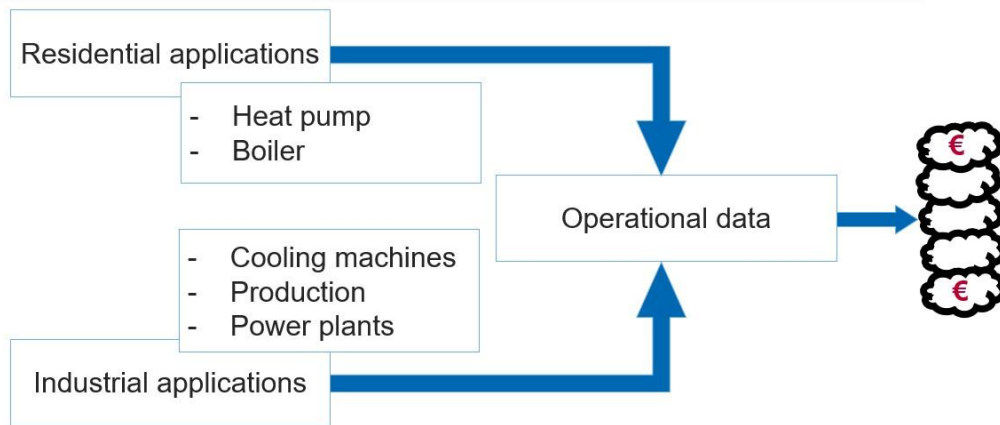 Residential applications
- Heat pump
- Boiler
Operational data
€
€
- Cooling machines
- Production
- Power plants
Industrial applications